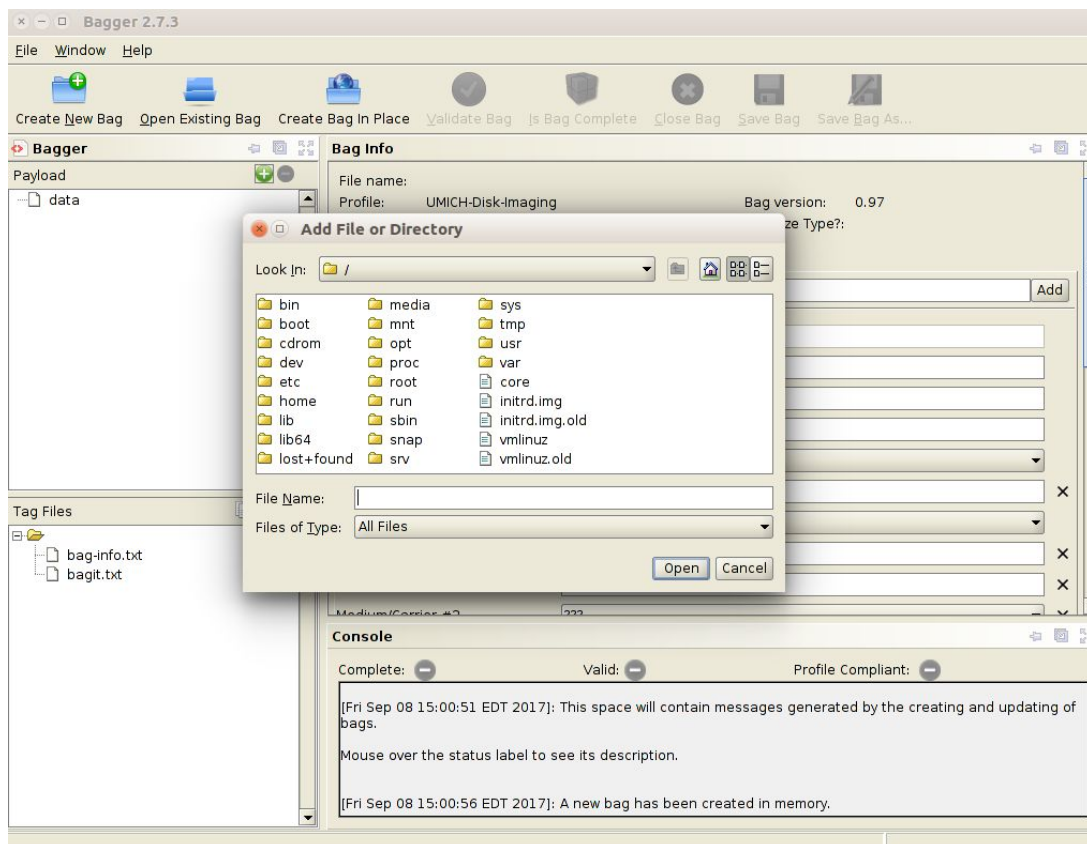 Bagger 2.7.3
File Window Help
Create New Bag Open Existing Bag Create Bag In Place Validate Bag Is Bag Complete Close Bag Save Bag Save Bag As...
Bagger
Payload
data
Bag Info
File name:
Profile: UMICH-Disk-Imaging Bag version: 0.97
ze Type?:
Add
Add File or Directory
Look In: /
bin media sys
boot mnt tmp
cdrom opt usr
dev proc var
etc root core
home run initrd.img
lib sbin initrd.img.old
lib64 snap vmlinuz
lost+found srv vmlinuz.old
File Name:
Files of Type: All Files
Open Cancel
Tag Files
bag-info.txt
bagit.txt
Medium/Carrier #2 ???
Console
Complete: Valid: Profile Compliant:
[Fri Sep 08 15:00:51 EDT 2017]: This space will contain messages generated by the creating and updating of
bags.
Mouse over the status label to see its description.
[Fri Sep 08 15:00:56 EDT 2017]: A new bag has been created in memory.